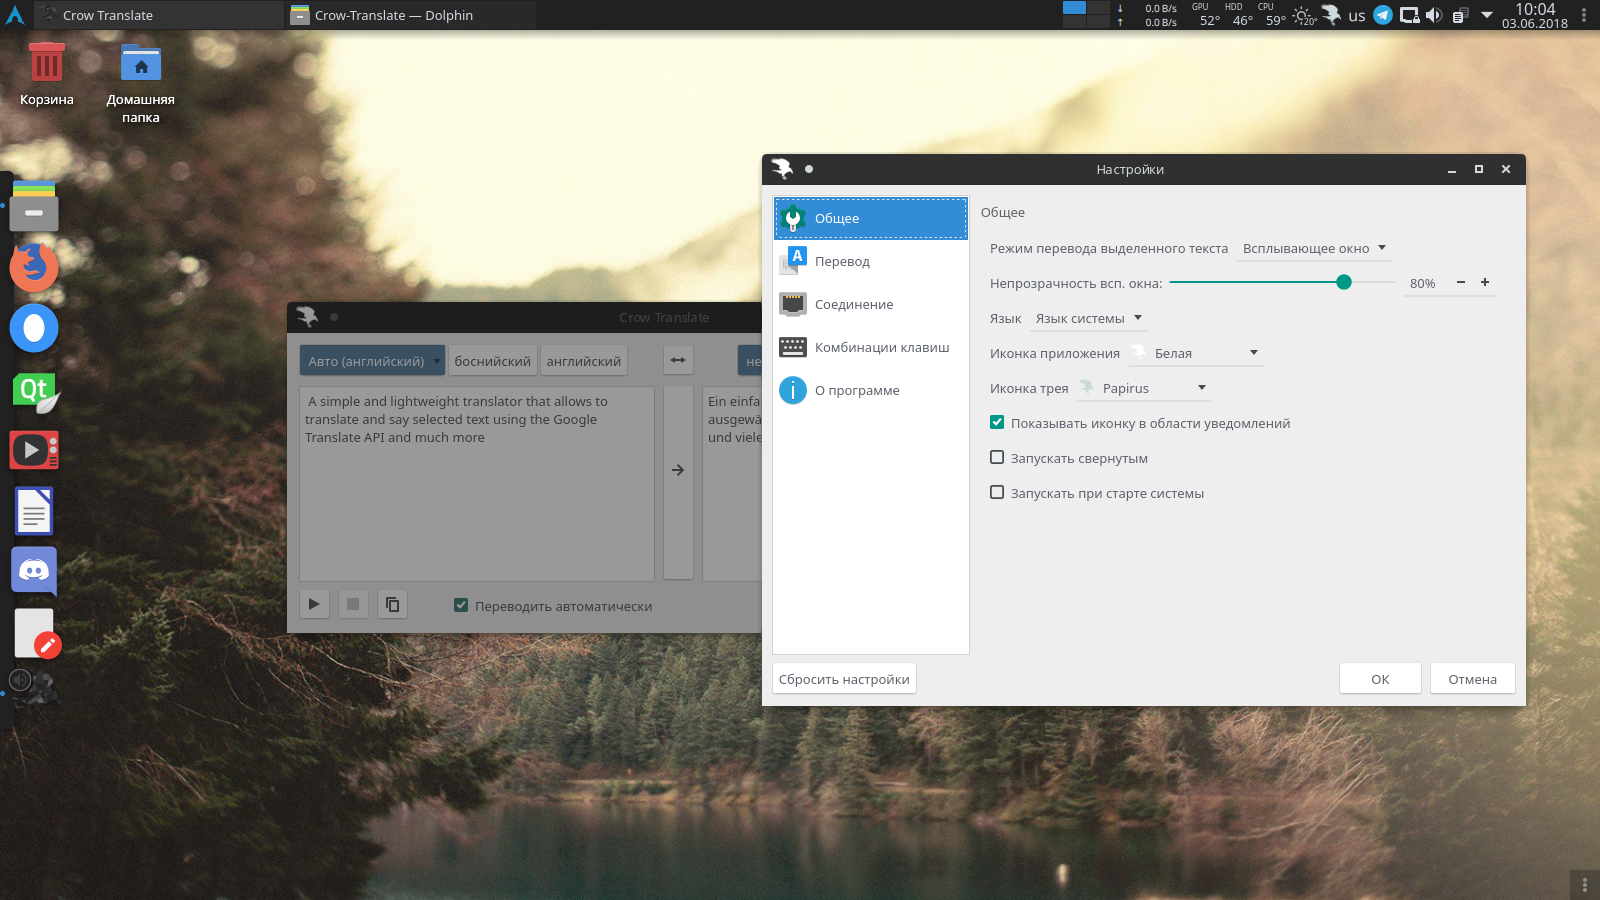 Crow Translate
Crow-Translate — Dolphin
↓ 0.0 B/s
↑ 0.0 B/s
GPU HDD CPU
52° 46° 59°
20°
us
10:04
03.06.2018
Корзина
Домашняя
папка
Qt
Crow Translate
Авто (английский)
боснийский
английский
не
A simple and lightweight translator that allows to
translate and say selected text using the Google
Translate API and much more
Ein einfa
ausgewä
und viele
Переводить автоматически
Настройки
Общее
Перевод
Соединение
Комбинации клавиш
О программе
Общее
Режим перевода выделенного текста Всплывающее окно
Непрозрачность всп. окна: 80%
Язык Язык системы
Иконка приложения Белая
Иконка трея Papirus
Показывать иконку в области уведомлений
Запускать свернутым
Запускать при старте системы
Сбросить настройки
ОК
Отмена